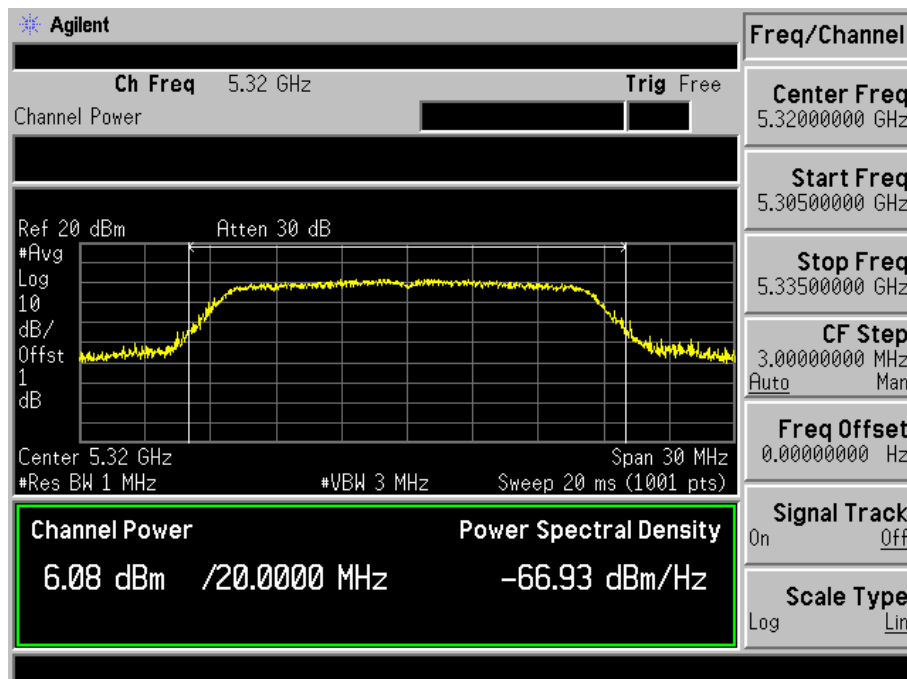 Agilent
Freq/Channel
Ch Freq 5.32 GHz Trig Free
Channel Power
Center Freq
5.32000000 GHz
Start Freq
5.30500000 GHz
Stop Freq
5.33500000 GHz
CF Step
3.00000000 MHz
Auto Man
Freq Offset
0.00000000 Hz
Signal Track
On Off
Scale Type
Log Lin
Ref 20 dBm Atten 30 dB
#Avg
Log
10
dB/
Offst
1
dB
Center 5.32 GHz Span 30 MHz
#Res BW 1 MHz #VBW 3 MHz Sweep 20 ms (1001 pts)
Channel Power Power Spectral Density
6.08 dBm /20.0000 MHz -66.93 dBm/Hz